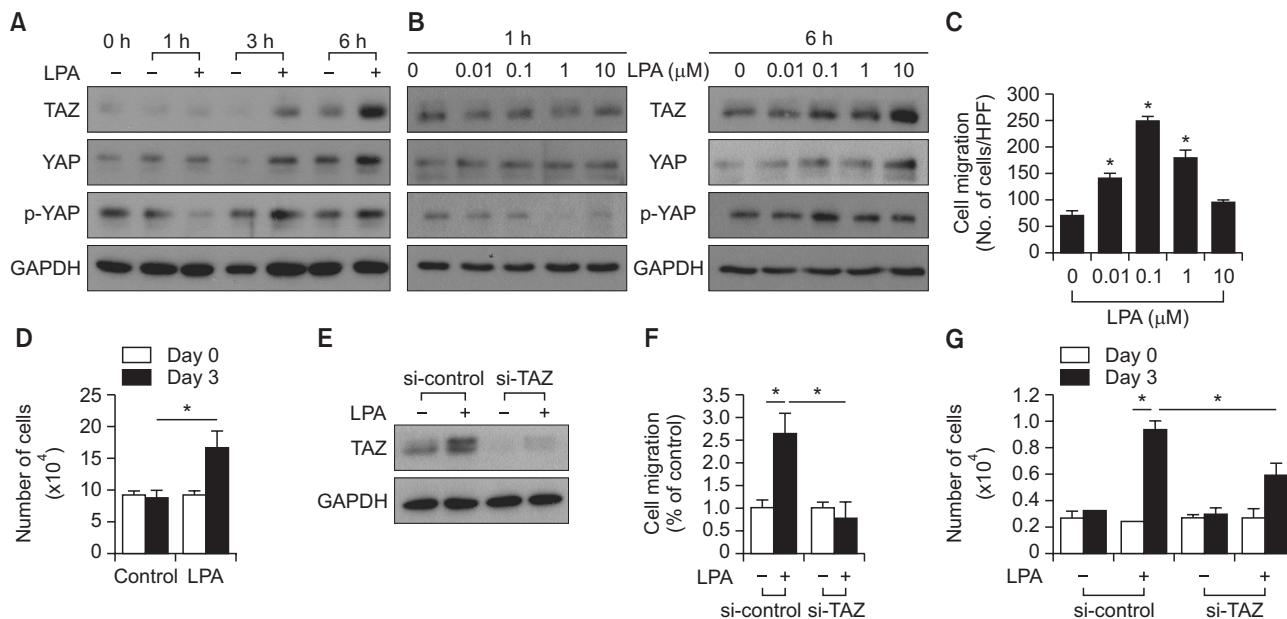 A
0 h 1 h 3 h 6 h
LPA – – + – + – +
TAZ
YAP
p-YAP
GAPDH
B
1 h 6 h
0 0.01 0.1 1 10 LPA (μM) 0 0.01 0.1 1 10
TAZ
YAP
p-YAP
GAPDH
C
Cell migration
(No. of cells/HPF)
300
250
200
150
100
50
0
* * *
0 0.01 0.1 1 10
LPA (μM)
D
Day 0
Day 3
Number of cells
(x10⁴)
25
20
15
10
5
0
*
Control LPA
E
si-control si-TAZ
LPA – + – +
TAZ
GAPDH
F
Cell migration
(% of control)
3.5
3.0
2.5
2.0
1.5
1.0
0.5
0
* *
LPA – + – +
si-control si-TAZ
G
Day 0
Day 3
Number of cells
(x10⁴)
1.2
1.0
0.8
0.6
0.4
0.2
0
* *
LPA – + – +
si-control si-TAZ